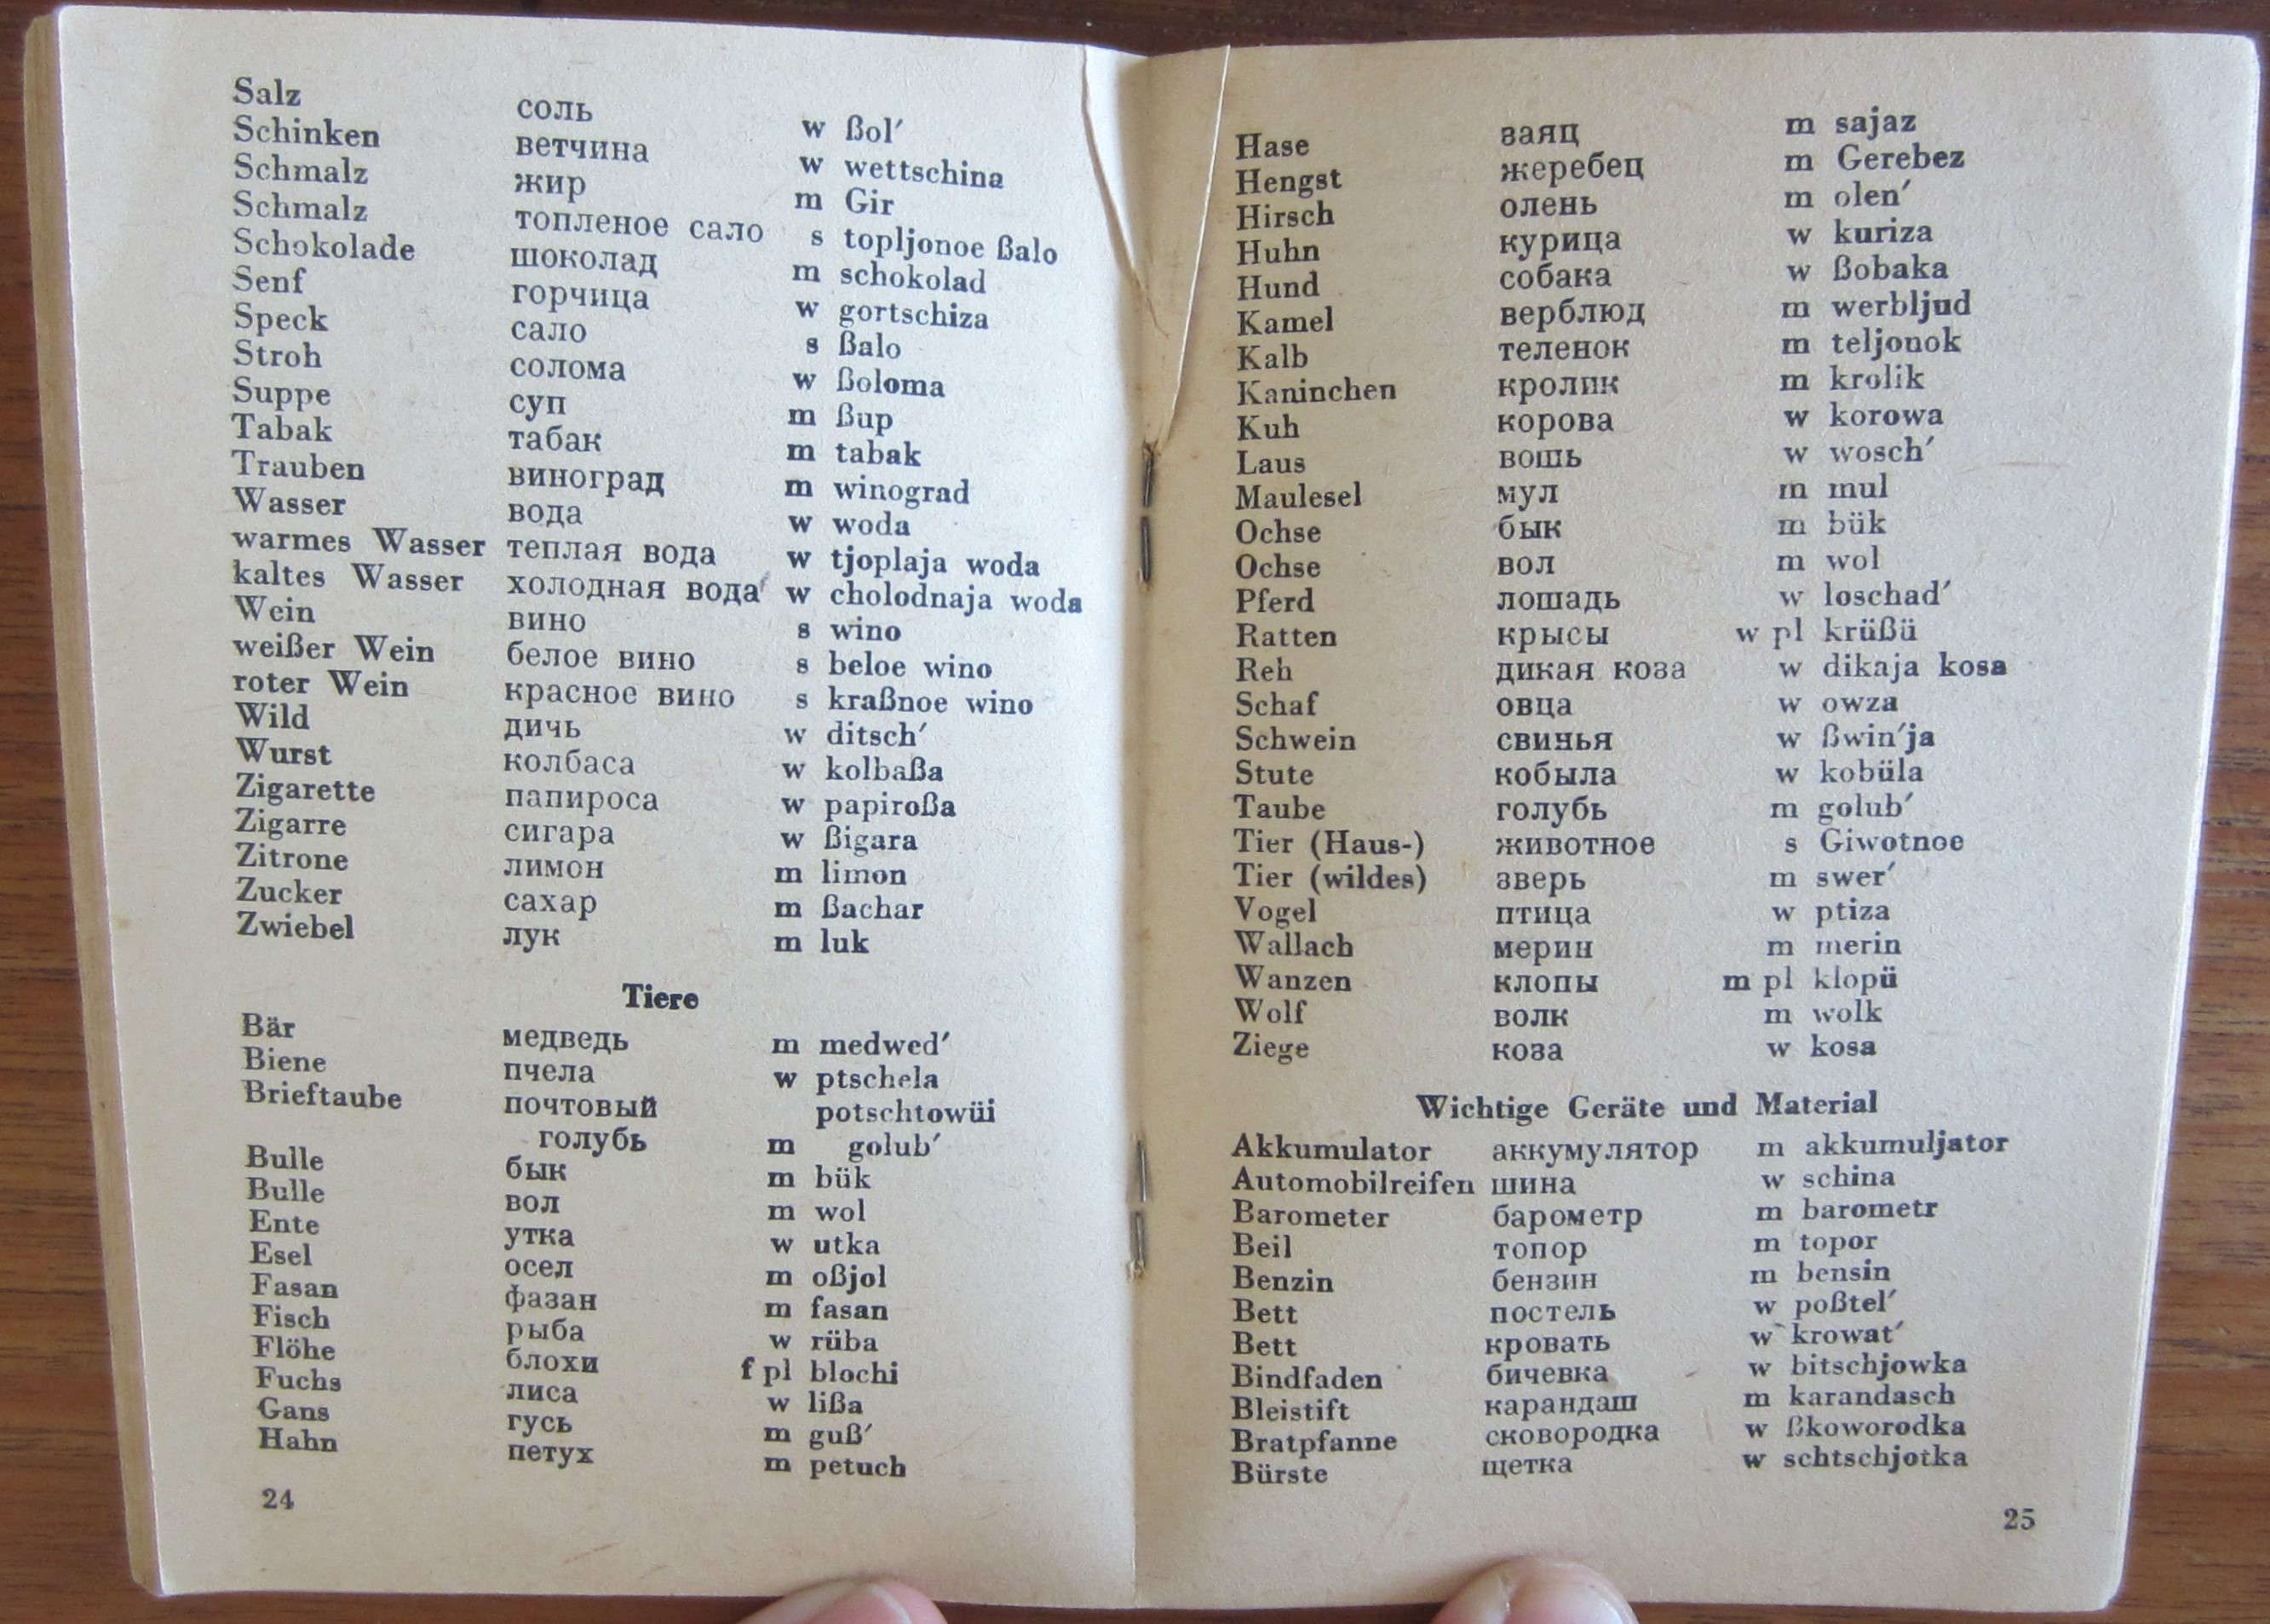 Salz соль w ßol′
Schinken ветчина w wettschina
Schmalz жир m Gir
Schmalz топленое сало s topljonoe ßalo
Schokolade шоколад m schokolad
Senf горчица w gortschiza
Speck сало s ßalo
Stroh солома w ßoloma
Suppe суп m ßup
Tabak табак m tabak
Trauben виноград m winograd
Wasser вода w woda
warmes Wasser теплая вода w tjoplaja woda
kaltes Wasser холодная вода w cholodnaja woda
Wein вино s wino
weißer Wein белое вино s beloe wino
roter Wein красное вино s kraßnoe wino
Wild дичь w ditsch′
Wurst колбаса w kolbaßa
Zigarette папироса w papiroßa
Zigarre сигара w ßigara
Zitrone лимон m limon
Zucker сахар m ßachar
Zwiebel лук m luk
Tiere
Bär медведь m medwed′
Biene пчела w ptschela
Brieftaube почтовый potschtowüi
голубь m golub′
Bulle бык m bük
Bulle вол m wol
Ente утка w utka
Esel осел m oßjol
Fasan фазан m fasan
Fisch рыба w rüba
Flöhe блохи f pl blochi
Fuchs лиса w lißa
Gans гусь m guß′
Hahn петух m petuch
24
Hase заяц m sajaz
Hengst жеребец m Gerebez
Hirsch олень m olen′
Huhn курица w kuriza
Hund собака w ßobaka
Kamel верблюд m werbljud
Kalb теленок m teljonok
Kaninchen кролик m krolik
Kuh корова w korowa
Laus вошь w wosch′
Maulesel мул m mul
Ochse бык m bük
Ochse вол m wol
Pferd лошадь w loschad′
Ratten крысы w pl krüßü
Reh дикая коза w dikaja kosa
Schaf овца w owza
Schwein свинья w ßwin′ja
Stute кобыла w kobüla
Taube голубь m golub′
Tier (Haus-) животное s Giwotnoe
Tier (wildes) зверь m swer′
Vogel птица w ptiza
Wallach мерин m merin
Wanzen клопы m pl klopü
Wolf волк m wolk
Ziege коза w kosa
Wichtige Geräte und Material
Akkumulator аккумулятор m akkumuljator
Automobilreifen шина w schina
Barometer барометр m barometr
Beil топор m topor
Benzin бензин m bensin
Bett постель w poßtel′
Bett кровать w krowat′
Bindfaden бичевка w bitschjowka
Bleistift карандаш m karandasch
Bratpfanne сковородка w ßkoworodka
Bürste щетка w schtschjotka
25